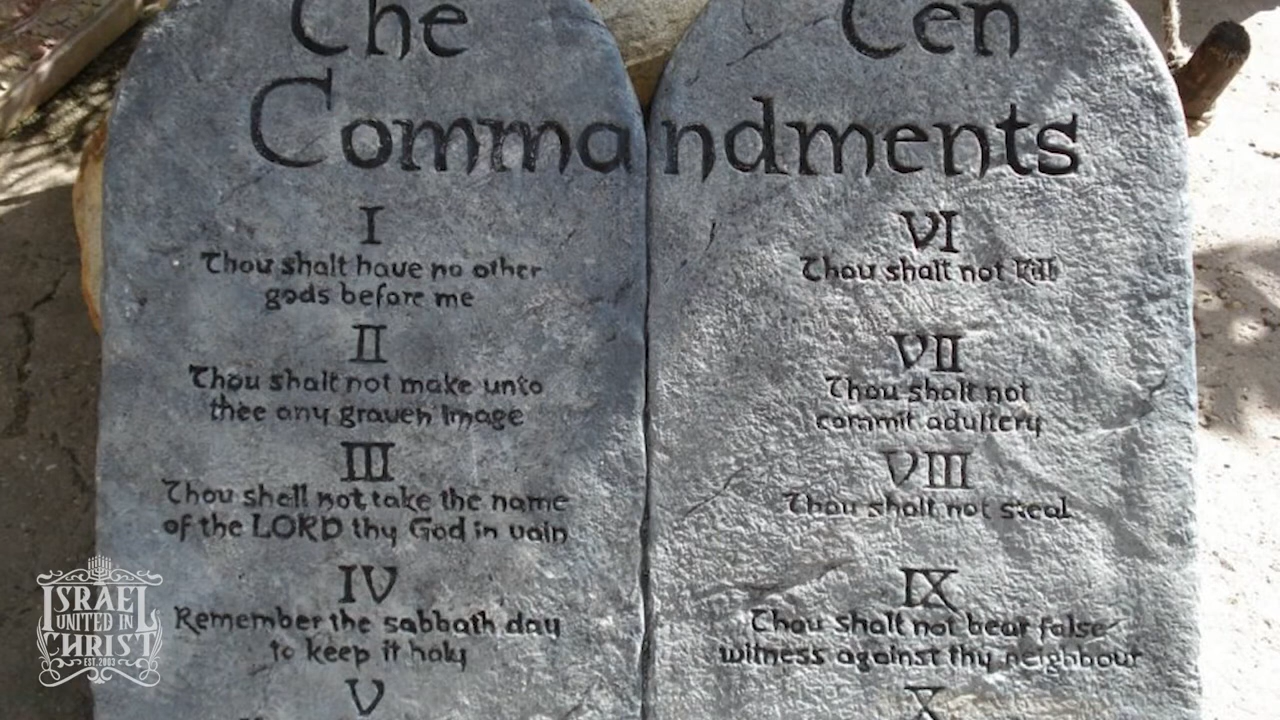 The Ten
Commandments
I
Thou shalt have no other
gods before me
II
Thou shalt not make unto
thee any graven image
III
Thou shall not take the name
of the LORD thy God in vain
IV
Remember the sabbath day
to keep it holy
V
VI
Thou shalt not kill
VII
Thou shalt not
commit adultery
VIII
Thou shalt not steal
IX
Thou shalt not bear false
witness against thy neighbour
X
ISRAEL
UNITED IN
CHRIST
EST. 2003